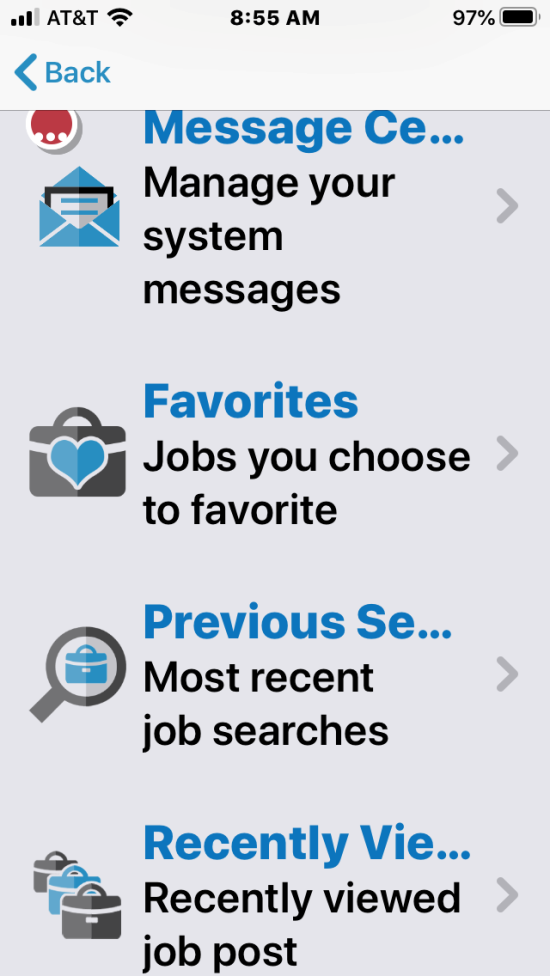 AT&T 8:55 AM 97%
Back
Message Ce...
Manage your
system
messages
Favorites
Jobs you choose
to favorite
Previous Se...
Most recent
job searches
Recently Vie...
Recently viewed
job post